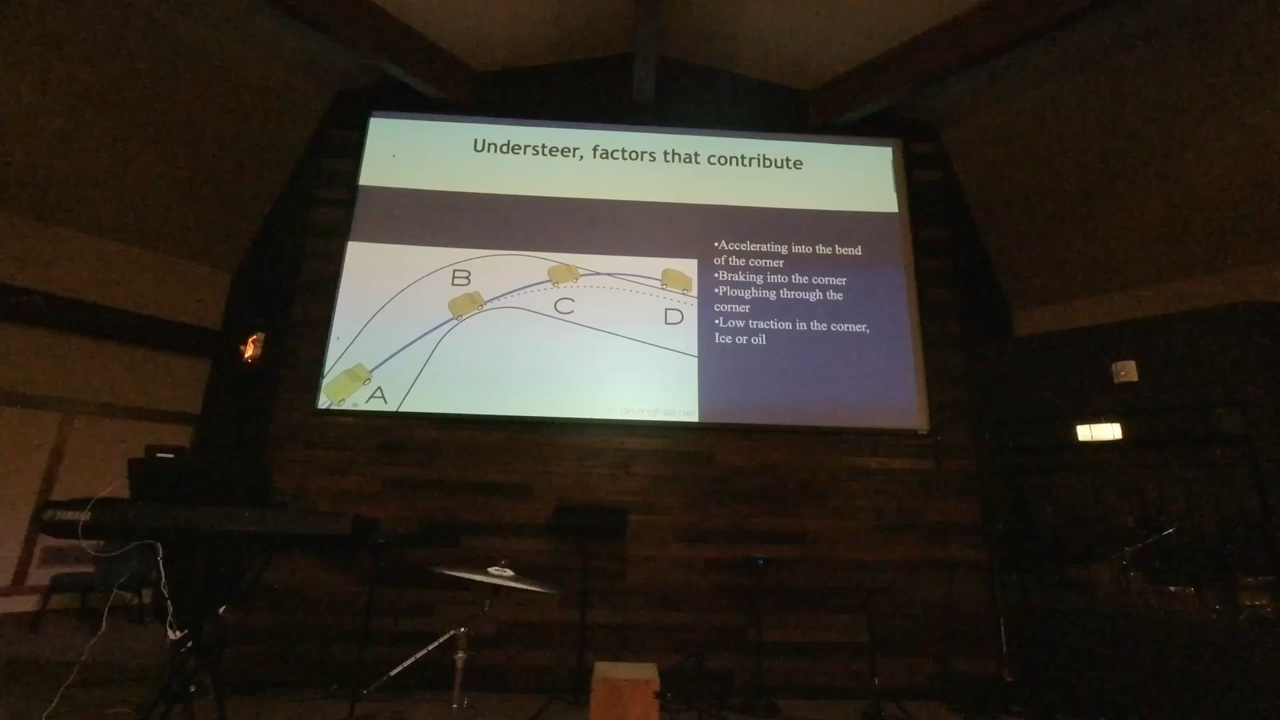 Understeer, factors that contribute
•Accelerating into the bend
of the corner
•Braking into the corner
•Ploughing through the
corner
•Low traction in the corner,
Ice or oil
B
C
D
A
YAMAHA